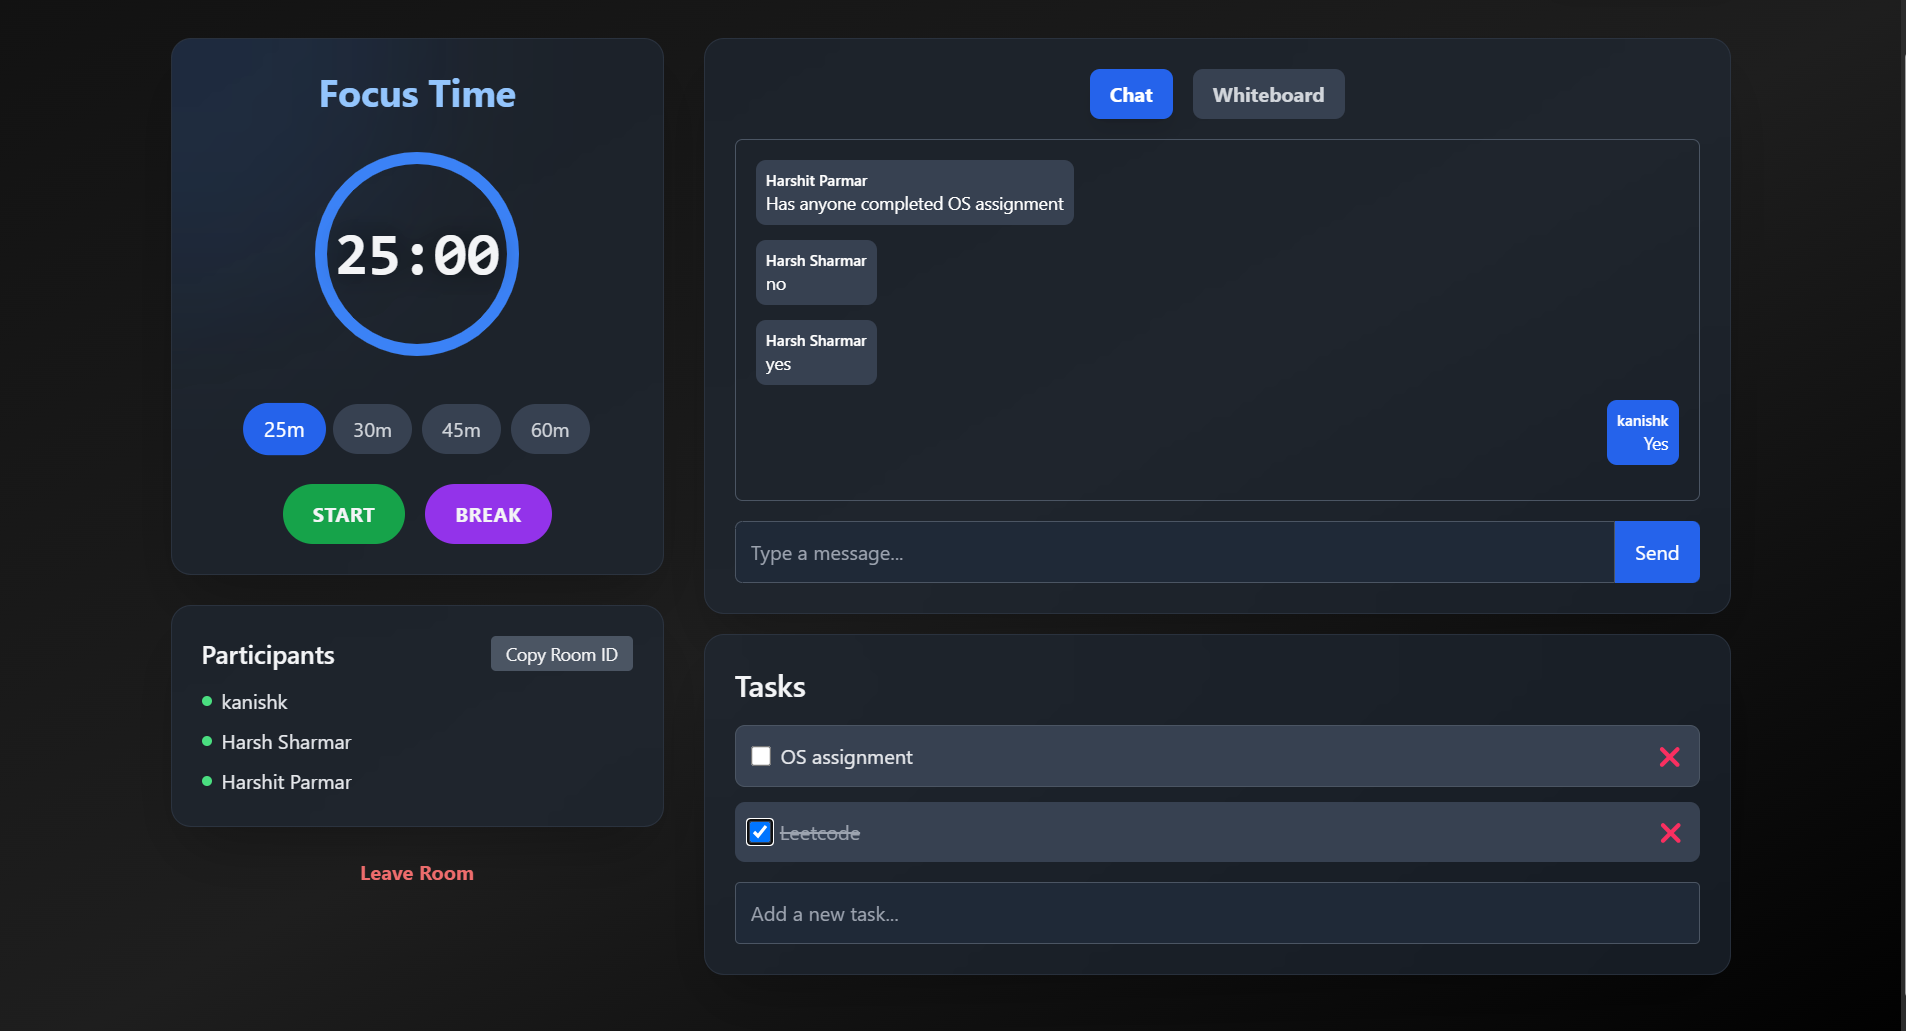 Focus Time
25:00
25m 30m 45m 60m
START BREAK
Participants
Copy Room ID
kanishk
Harsh Sharmar
Harshit Parmar
Leave Room
Chat Whiteboard
Harshit Parmar
Has anyone completed OS assignment
Harsh Sharmar
no
Harsh Sharmar
yes
kanishk
Yes
Type a message...
Send
Tasks
OS assignment
Leetcode
Add a new task...